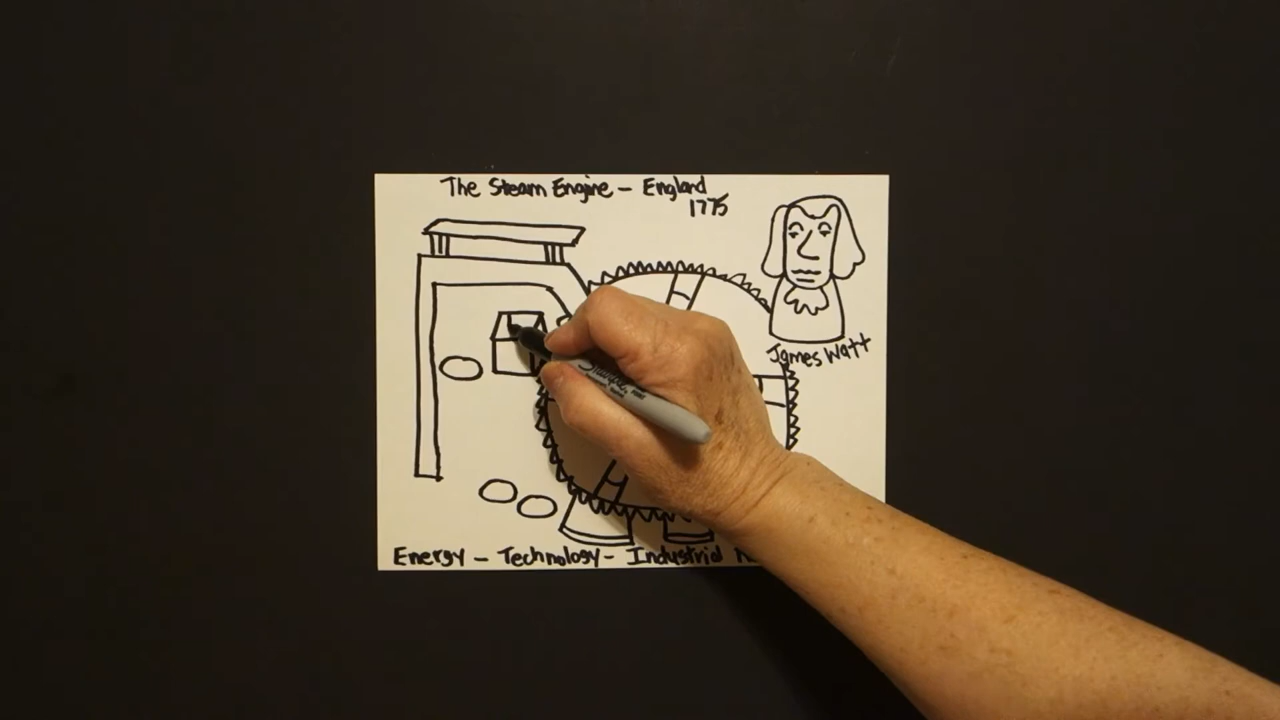 The Steam Engine - England
1775
James Watt
Sharpie
Energy - Technology - Industrial